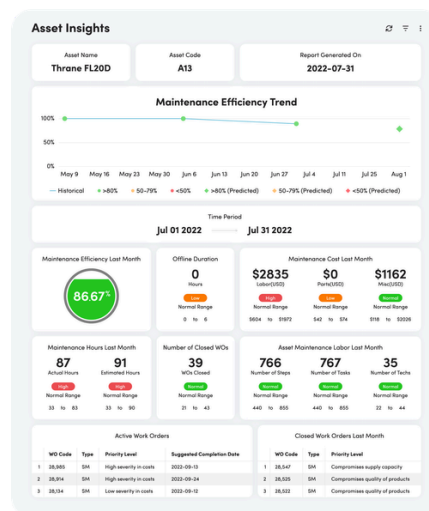 Asset Insights
Asset Name
Thrane FL20D
Asset Code
A13
Report Generated On
2022-07-31
Maintenance Efficiency Trend
100%
50%
0%
May 9 May 16 May 23 May 30 Jun 6 Jun 13 Jun 20 Jun 27 Jul 4 Jul 11 Jul 25 Aug 1
Historical >80% 50-79% <50% >80% (Predicted) 50-79% (Predicted) <50% (Predicted)
Time Period
Jul 01 2022 Jul 31 2022
Maintenance Efficiency Last Month
86.67%
Offline Duration
0
Hours
Low
Normal Range
0 to 6
Maintenance Cost Last Month
$2835 $0 $1162
Labor(USD) Parts(USD) Misc(USD)
High Low Normal
Normal Range Normal Range Normal Range
$604 to $1972 $42 to $74 $118 to $3026
Maintenance Hours Last Month
87 91
Actual Hours Estimated Hours
High High
Normal Range Normal Range
33 to 83 33 to 90
Number of Closed WOs
39
WOs Closed
Normal
Normal Range
21 to 43
Asset Maintenance Labor Last Month
766 767 35
Number of Steps Number of Tasks Number of Techs
Normal Normal Normal
Normal Range Normal Range Normal Range
440 to 855 440 to 855 22 to 44
Active Work Orders
WO Code Type Priority Level Suggested Completion Date
1 28,985 SM High severity in costs 2022-09-13
2 28,914 SM High severity in costs 2022-09-24
3 28,134 SM Low severity in costs 2022-09-12
Closed Work Orders Last Month
WO Code Type Priority Level
1 28,547 SM Compromises supply capacity
2 28,525 SM Compromises quality of products
3 28,522 SM Compromises quality of products